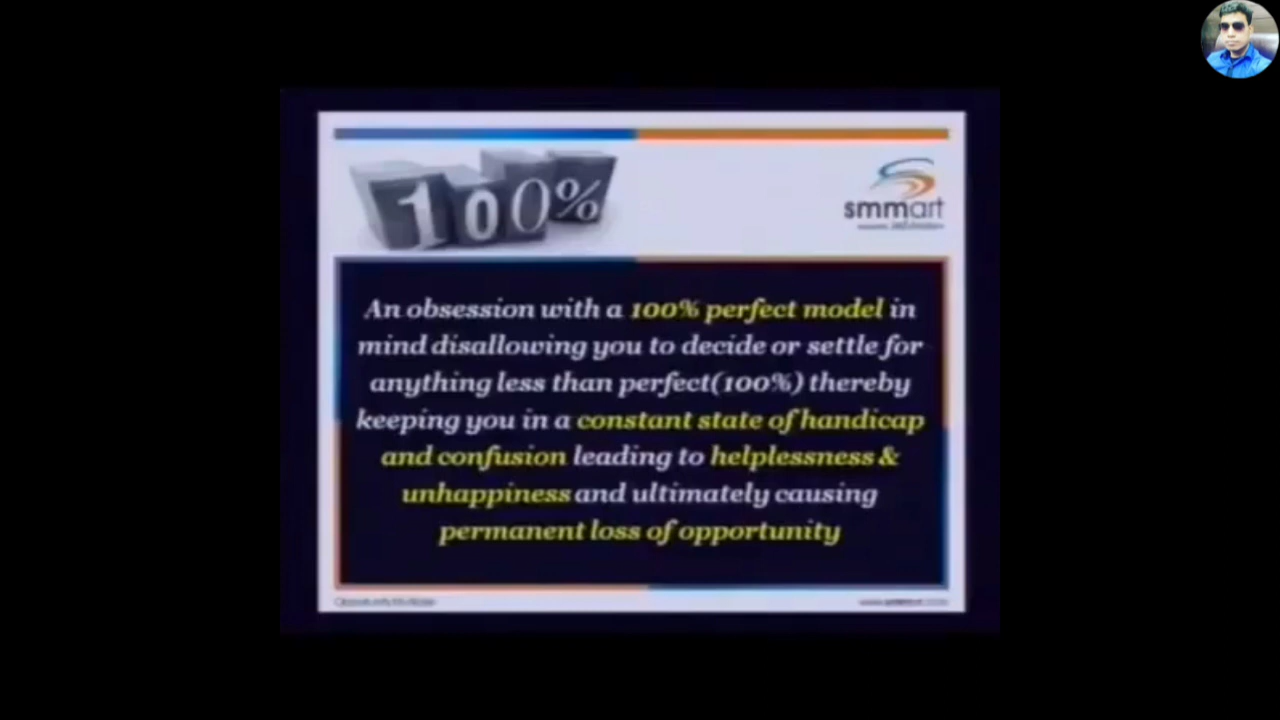 100%
smmart
An obsession with a 100% perfect model in
mind disallowing you to decide or settle for
anything less than perfect(100%) thereby
keeping you in a constant state of handicap
and confusion leading to helplessness &
unhappiness and ultimately causing
permanent loss of opportunity